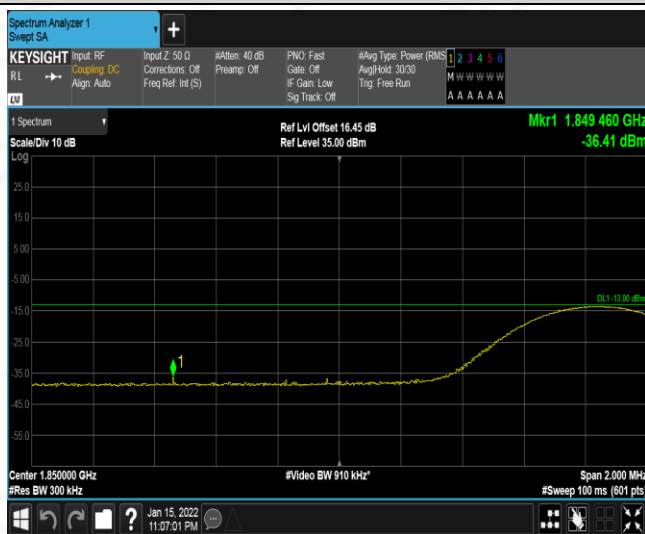 Spectrum Analyzer 1
Swept SA
KEYSIGHT
RL
LXI
Input: RF
Coupling: DC
Align: Auto
Input Z: 50 Ω
Corrections: Off
Freq Ref: Int (S)
#Atten: 40 dB
Preamp: Off
PNO: Fast
Gate: Off
IF Gain: Low
Sig Track: Off
#Avg Type: Power (RMS
Avg|Hold: 30/30
Trig: Free Run
1 2 3 4 5 6
M W W W W W
A A A A A A
1 Spectrum
Scale/Div 10 dB
Log
Ref Lvl Offset 16.45 dB
Ref Level 35.00 dBm
Mkr1 1.849 460 GHz
-36.41 dBm
25.0
15.0
5.00
-5.00
DL1 -13.00 dBm
-15.0
-25.0
1
-35.0
-45.0
-55.0
Center 1.850000 GHz
#Video BW 910 kHz*
Span 2.000 MHz
#Res BW 300 kHz
#Sweep 100 ms (601 pts)
?
Jan 15, 2022
11:07:01 PM